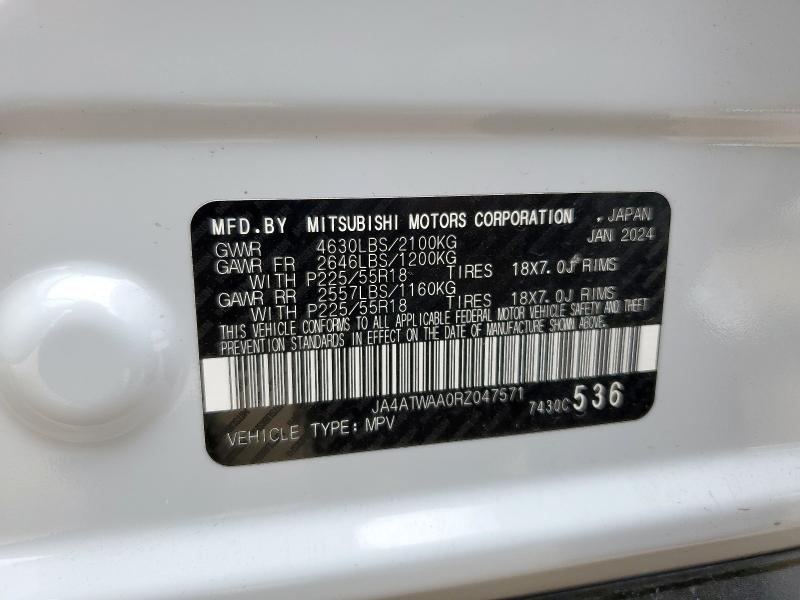 MFD.BY MITSUBISHI MOTORS CORPORATION , JAPAN
GVWR 4630LBS/2100KG JAN 2024
GAWR FR 2646LBS/1200KG
WITH P225/55R18 TIRES 18X7.0J RIMS
GAWR RR 2557LBS/1160KG
WITH P225/55R18 TIRES 18X7.0J RIMS
THIS VEHICLE CONFORMS TO ALL APPLICABLE FEDERAL MOTOR VEHICLE SAFETY AND THEFT
PREVENTION STANDARDS IN EFFECT ON THE DATE OF MANUFACTURE SHOWN ABOVE.
JA4ATWAA0RZ047571
VEHICLE TYPE: MPV 7430C 536